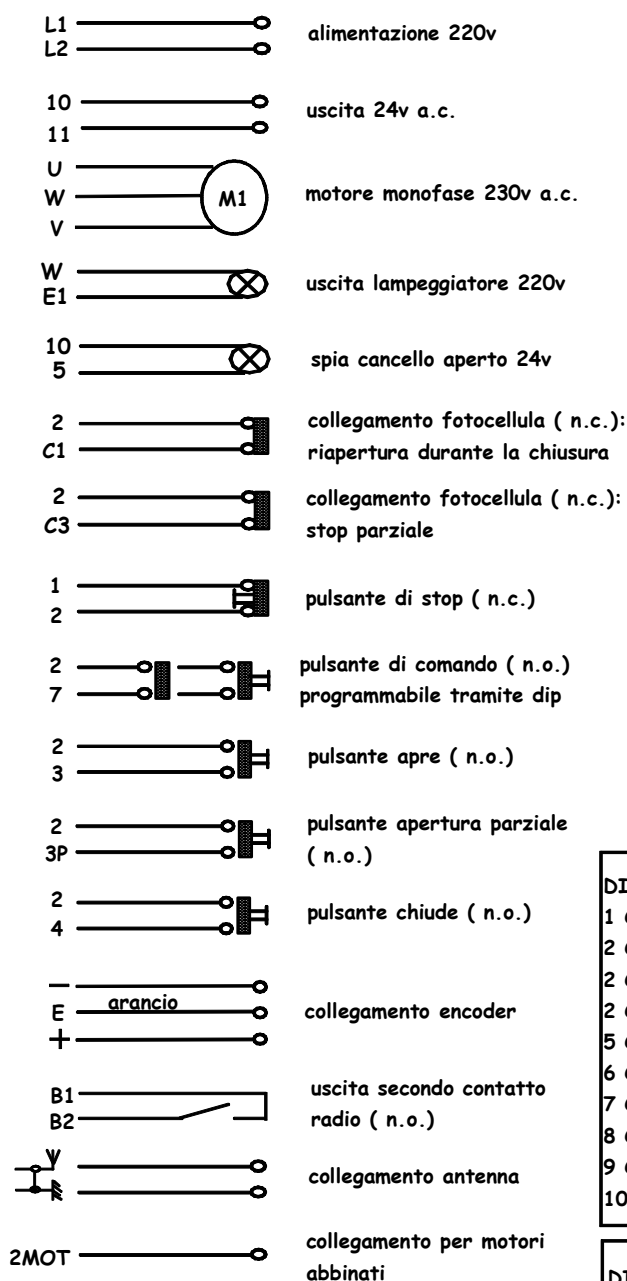 L1
L2
alimentazione 220v
10
11
uscita 24v a.c.
U
W
V
M1
motore monofase 230v a.c.
W
E1
uscita lampeggiatore 220v
10
5
spia cancello aperto 24v
2
C1
collegamento fotocellula ( n.c.):
riapertura durante la chiusura
2
C3
collegamento fotocellula ( n.c.):
stop parziale
1
2
pulsante di stop ( n.c.)
2
7
pulsante di comando ( n.o.)
programmabile tramite dip
2
3
pulsante apre ( n.o.)
2
3P
pulsante apertura parziale
( n.o.)
2
4
pulsante chiude ( n.o.)
−
E
+
arancio
collegamento encoder
B1
B2
uscita secondo contatto
radio ( n.o.)
collegamento antenna
2MOT
collegamento per motori
abbinati
1
2
2
2
5
6
7
8
9
10